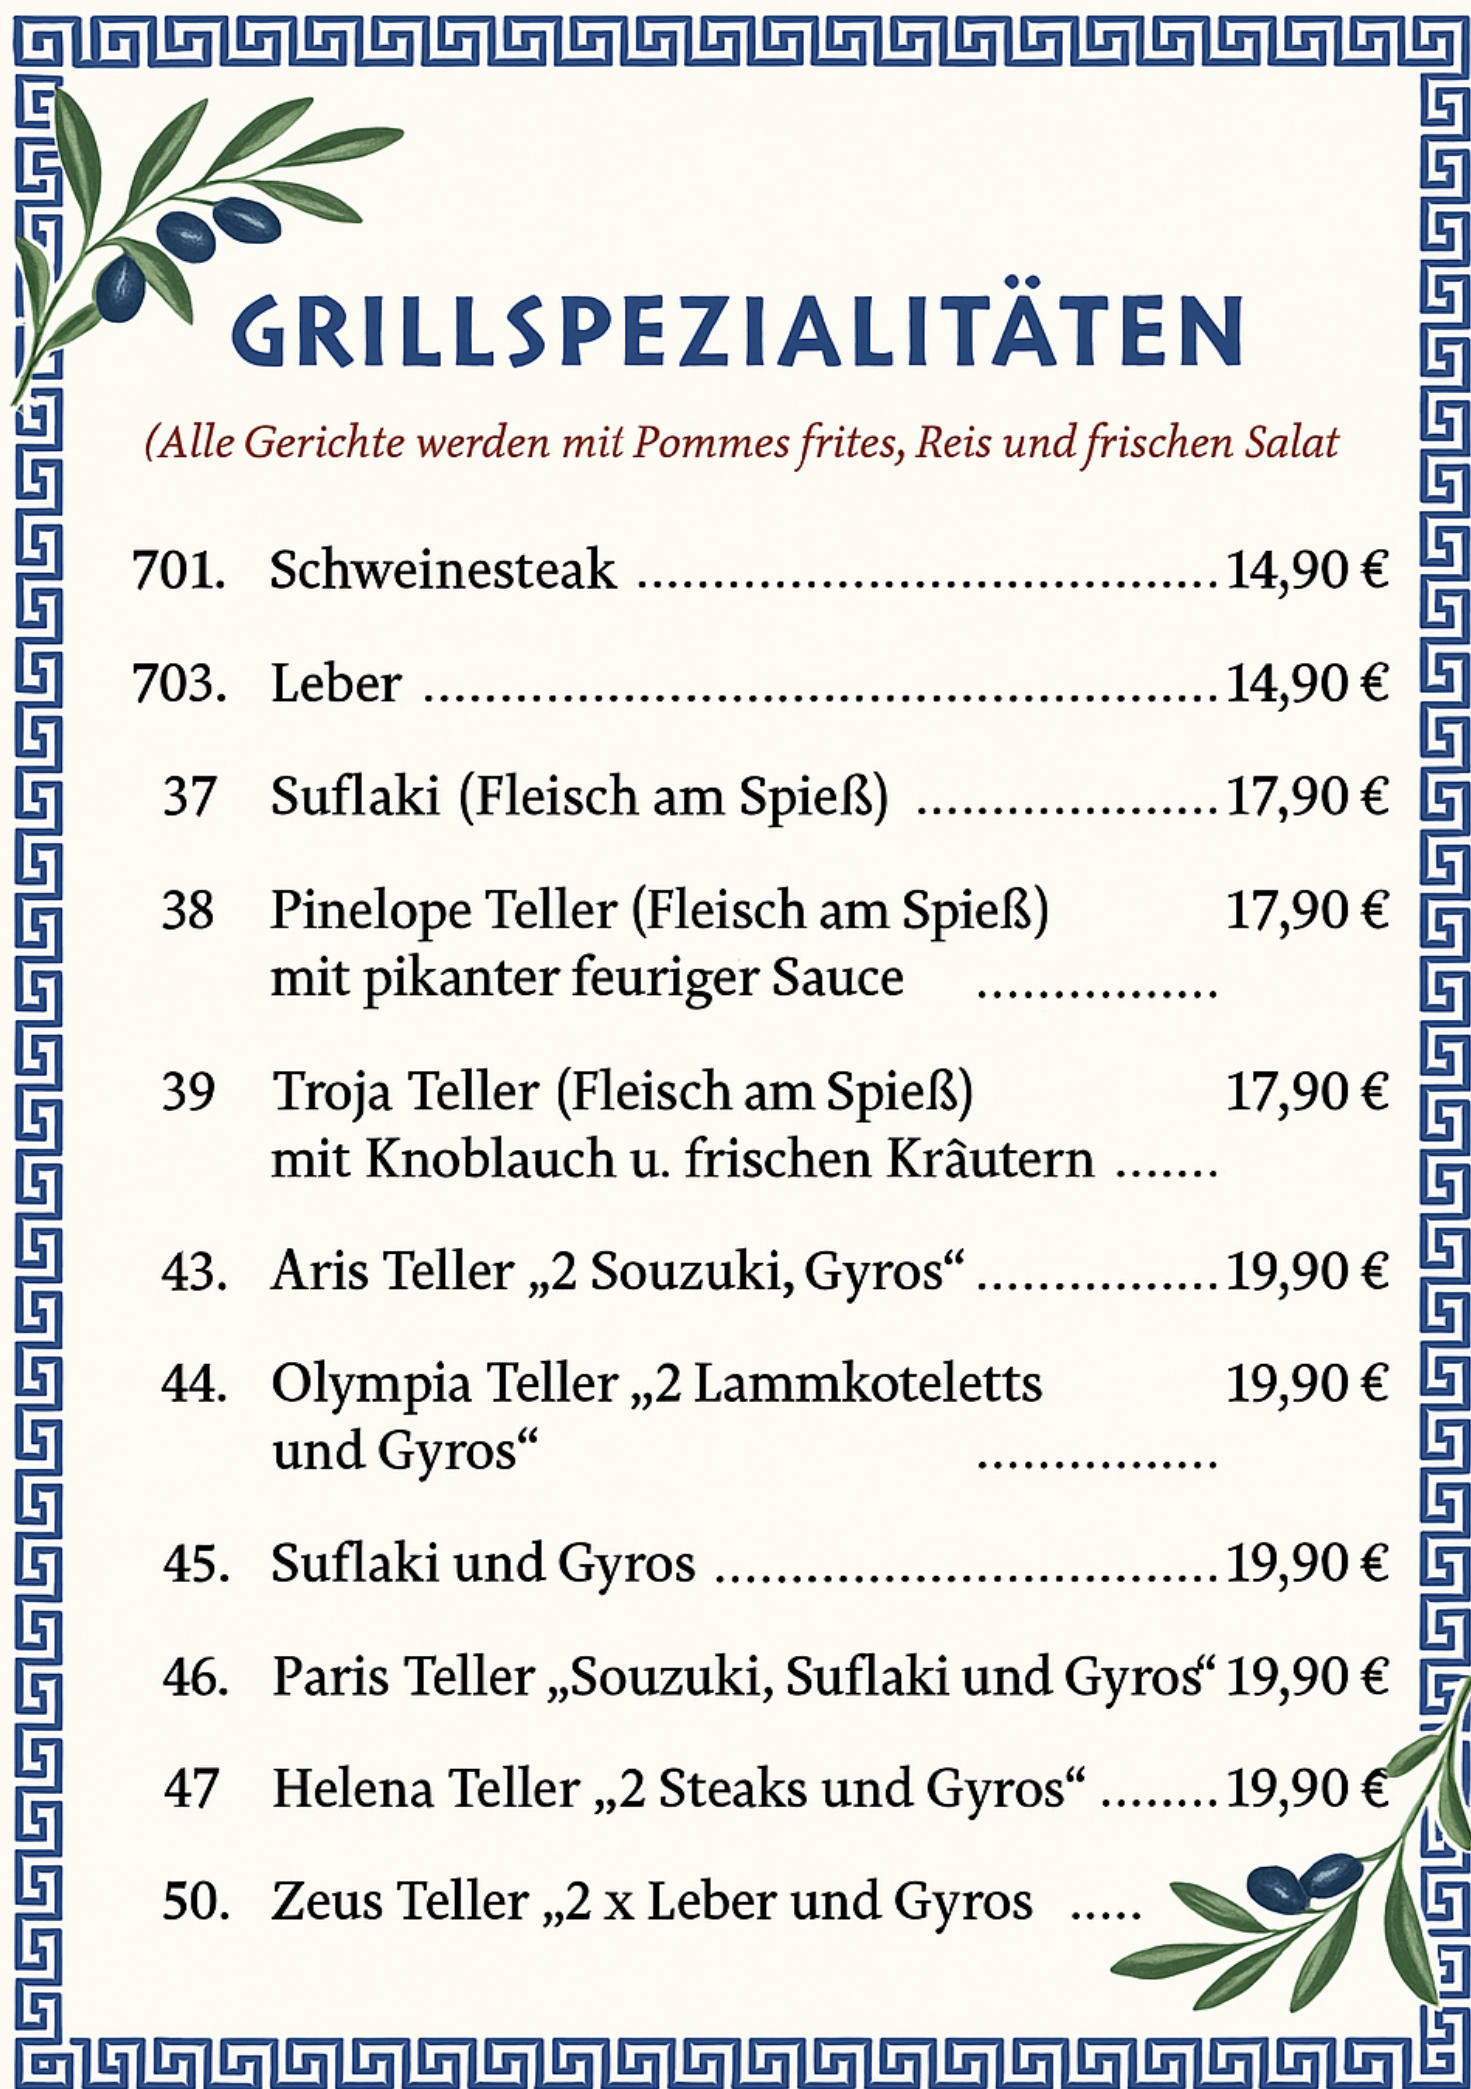 GRILLSPEZIALITÄTEN
(Alle Gerichte werden mit Pommes frites, Reis und frischen Salat
701. Schweinesteak ...................................... 14,90 €
703. Leber .................................................... 14,90 €
37 Suflaki (Fleisch am Spieß) .................... 17,90 €
38 Pinelope Teller (Fleisch am Spieß) 17,90 €
mit pikanter feuriger Sauce ................
39 Troja Teller (Fleisch am Spieß) 17,90 €
mit Knoblauch u. frischen Krâutern .......
43. Aris Teller „2 Souzuki, Gyros“ ................ 19,90 €
44. Olympia Teller „2 Lammkoteletts 19,90 €
und Gyros“ ................
45. Suflaki und Gyros ................................. 19,90 €
46. Paris Teller „Souzuki, Suflaki und Gyros“ 19,90 €
47 Helena Teller „2 Steaks und Gyros“ ........ 19,90 €
50. Zeus Teller „2 x Leber und Gyros .....